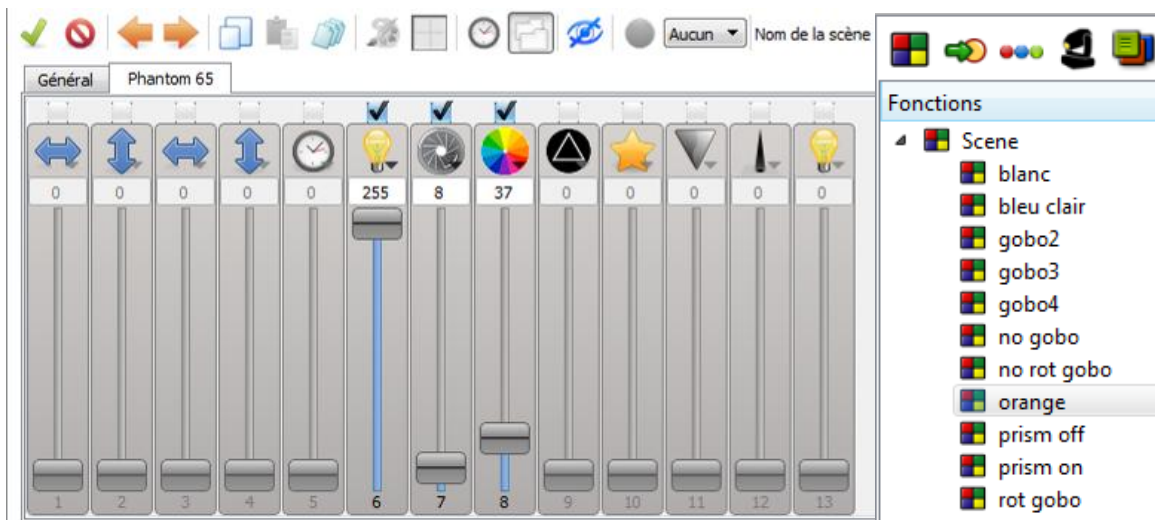 Aucun Nom de la scène
Général Phantom 65
0 0 0 0 0 255 8 37 0 0 0 0 0
1 2 3 4 5 6 7 8 9 10 11 12 13
Fonctions
Scene
blanc
bleu clair
gobo2
gobo3
gobo4
no gobo
no rot gobo
orange
prism off
prism on
rot gobo